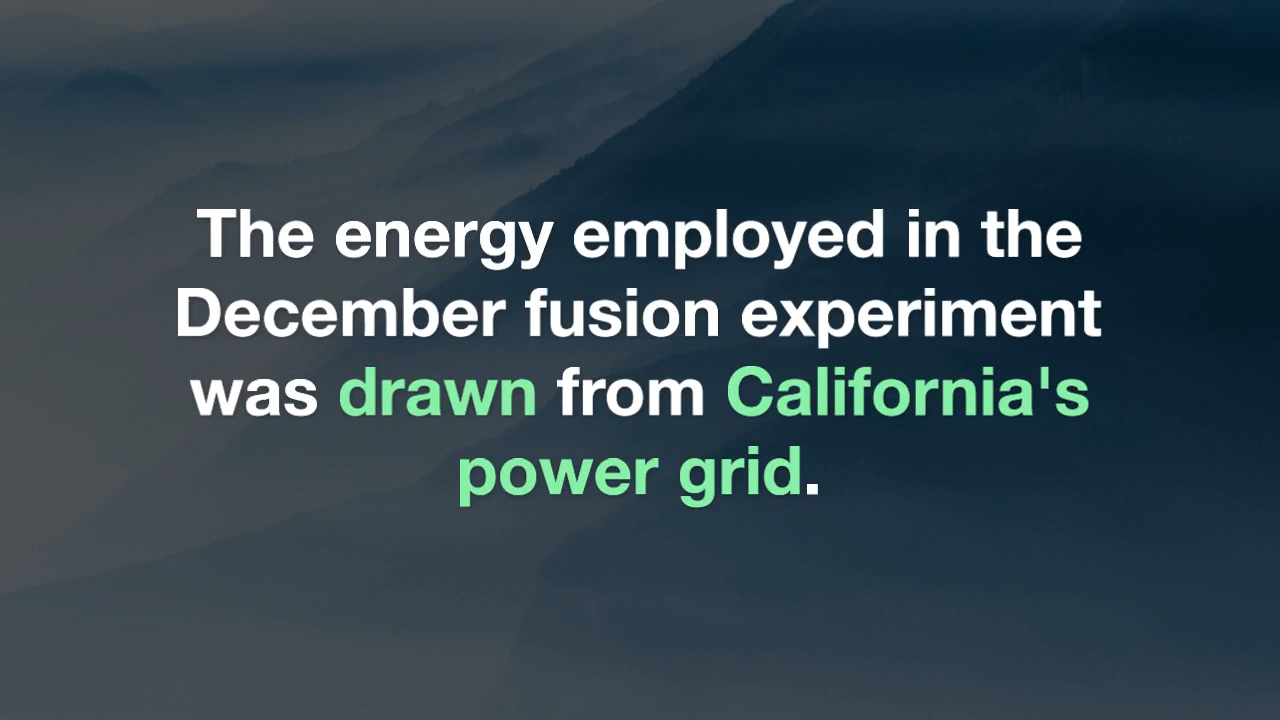 The energy employed in the
December fusion experiment
was drawn from California's
power grid.